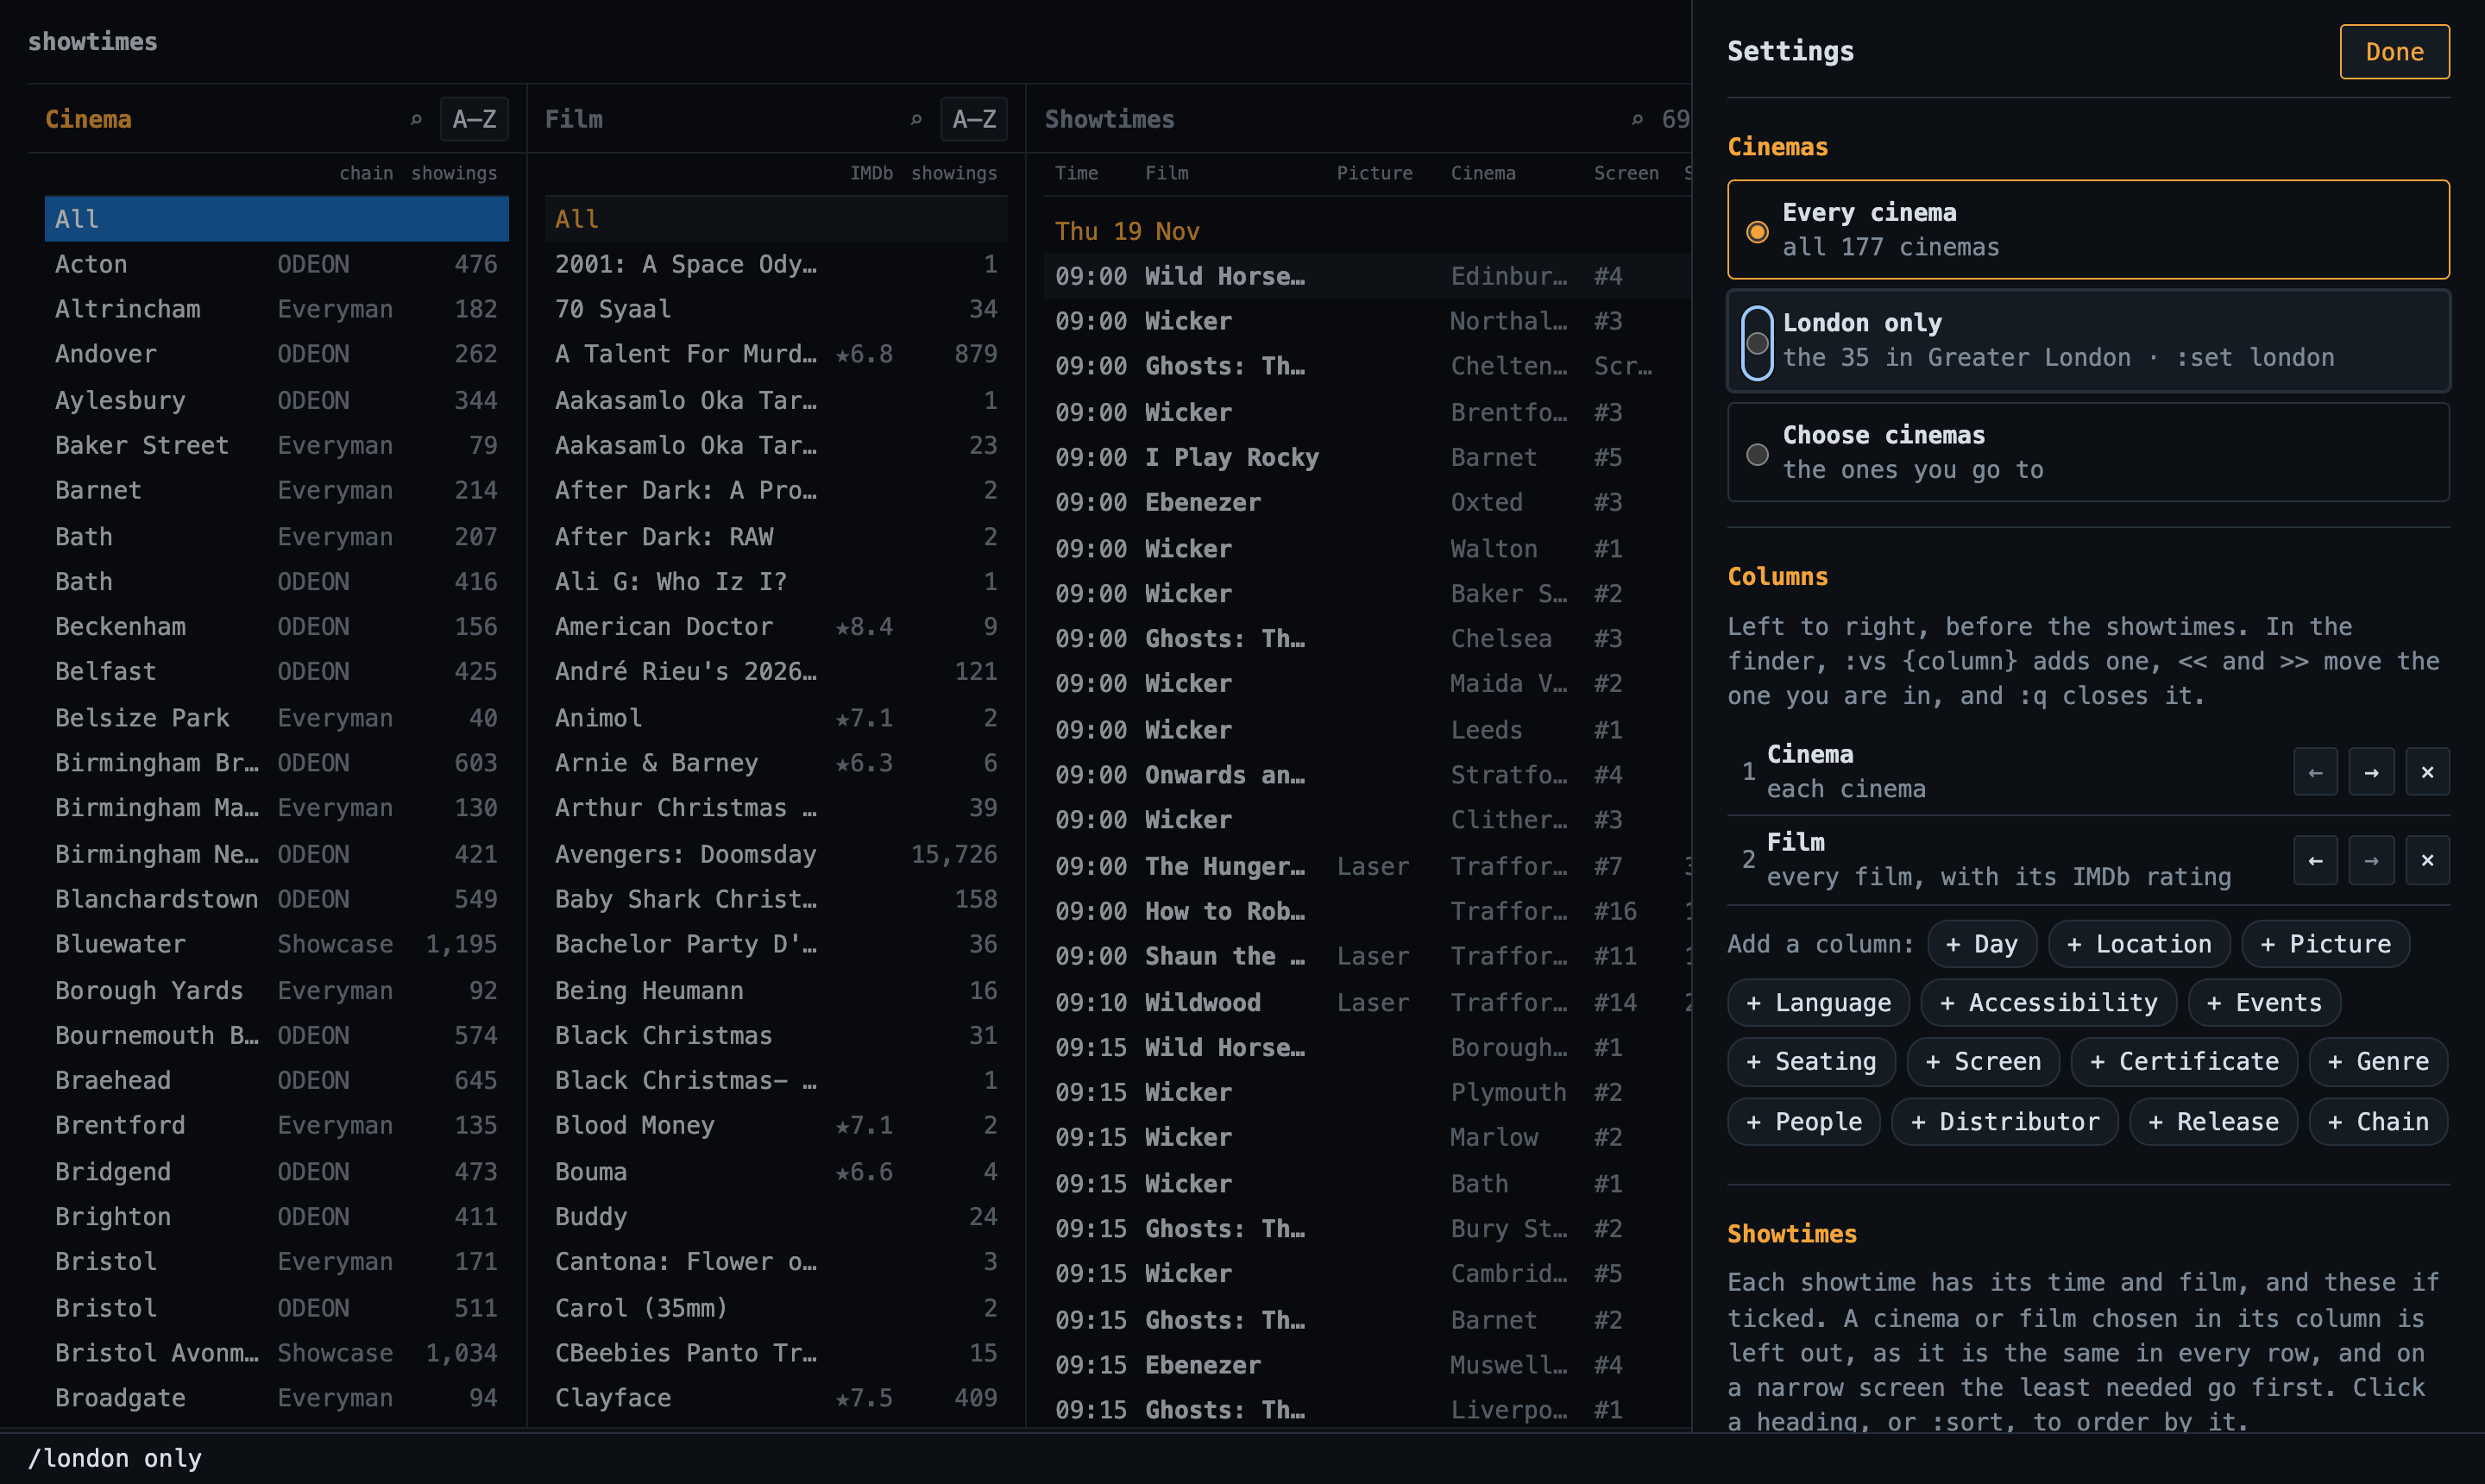 showtimes
Cinema ⌕ A–Z
chain showings
All
Acton ODEON 476
Altrincham Everyman 182
Andover ODEON 262
Aylesbury ODEON 344
Baker Street Everyman 79
Barnet Everyman 214
Bath Everyman 207
Bath ODEON 416
Beckenham ODEON 156
Belfast ODEON 425
Belsize Park Everyman 40
Birmingham Br… ODEON 603
Birmingham Ma… Everyman 130
Birmingham Ne… ODEON 421
Blanchardstown ODEON 549
Bluewater Showcase 1,195
Borough Yards Everyman 92
Bournemouth B… ODEON 574
Braehead ODEON 645
Brentford Everyman 135
Bridgend ODEON 473
Brighton ODEON 411
Bristol Everyman 171
Bristol ODEON 511
Bristol Avonm… Showcase 1,034
Broadgate Everyman 94
Film ⌕ A–Z
IMDb showings
All
2001: A Space Ody… 1
70 Syaal 34
A Talent For Murd… ★6.8 879
Aakasamlo Oka Tar… 1
Aakasamlo Oka Tar… 23
After Dark: A Pro… 2
After Dark: RAW 2
Ali G: Who Iz I? 1
American Doctor ★8.4 9
André Rieu's 2026… 121
Animol ★7.1 2
Arnie & Barney ★6.3 6
Arthur Christmas … 39
Avengers: Doomsday 15,726
Baby Shark Christ… 158
Bachelor Party D'… 36
Being Heumann 16
Black Christmas 31
Black Christmas– … 1
Blood Money ★7.1 2
Bouma ★6.6 4
Buddy 24
Cantona: Flower o… 3
Carol (35mm) 2
CBeebies Panto Tr… 15
Clayface ★7.5 409
Showtimes ⌕ 69
Time Film Picture Cinema Screen
Thu 19 Nov
09:00 Wild Horse… Edinbur… #4
09:00 Wicker Northal… #3
09:00 Ghosts: Th… Chelten… Scr…
09:00 Wicker Brentfo… #3
09:00 I Play Rocky Barnet #5
09:00 Ebenezer Oxted #3
09:00 Wicker Walton #1
09:00 Wicker Baker S… #2
09:00 Ghosts: Th… Chelsea #3
09:00 Wicker Maida V… #2
09:00 Wicker Leeds #1
09:00 Onwards an… Stratfo… #4
09:00 Wicker Clither… #3
09:00 The Hunger… Laser Traffor… #7
09:00 How to Rob… Traffor… #16
09:00 Shaun the … Laser Traffor… #11
09:10 Wildwood Laser Traffor… #14
09:15 Wild Horse… Borough… #1
09:15 Wicker Plymouth #2
09:15 Wicker Marlow #2
09:15 Wicker Bath #1
09:15 Ghosts: Th… Bury St… #2
09:15 Wicker Cambrid… #5
09:15 Ghosts: Th… Barnet #2
09:15 Ebenezer Muswell… #4
09:15 Ghosts: Th… Liverpo… #1
Settings Done
Cinemas
Every cinema
all 177 cinemas
London only
the 35 in Greater London · :set london
Choose cinemas
the ones you go to
Columns
Left to right, before the showtimes. In the
finder, :vs {column} adds one, << and >> move the
one you are in, and :q closes it.
1 Cinema ← → ×
each cinema
2 Film ← → ×
every film, with its IMDb rating
Add a column: + Day + Location + Picture
+ Language + Accessibility + Events
+ Seating + Screen + Certificate + Genre
+ People + Distributor + Release + Chain
Showtimes
Each showtime has its time and film, and these if
ticked. A cinema or film chosen in its column is
left out, as it is the same in every row, and on
a narrow screen the least needed go first. Click
a heading, or :sort, to order by it.
/london only